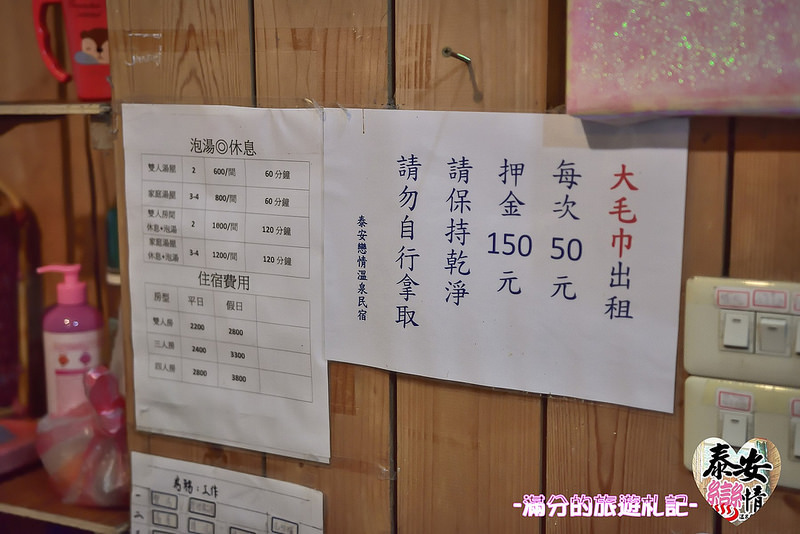 泡湯◎休息
雙人湯屋 2 600/間 60分鐘
家庭湯屋 3-4 800/間 60分鐘
雙人房間
休息+泡湯 2 1000/間 120分鐘
家庭湯屋
休息+泡湯 3-4 1200/間 120分鐘
住宿費用
房型 平日 假日
雙人房 2200 2800
三人房 2400 3300
四人房 2800 3800
大毛巾出租
每次50元
押金150元
請保持乾淨
請勿自行拿取
泰安戀情溫泉民宿
-滿分的旅遊札記-
泰安
戀情